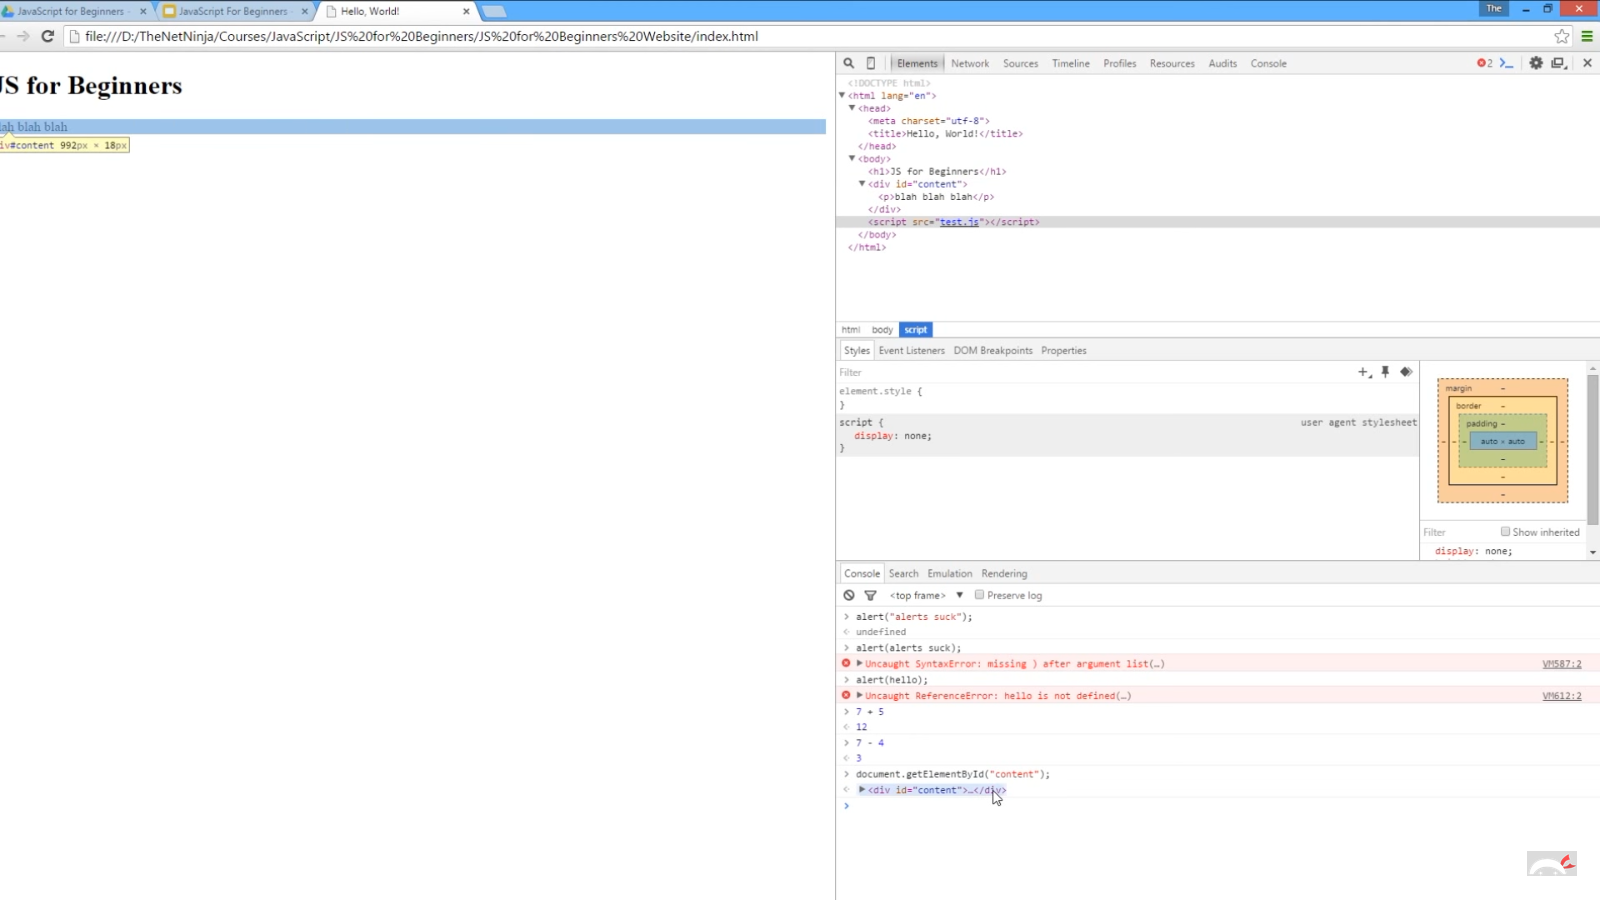 JavaScript for Beginners
JavaScript For Beginners
Hello, World!
The
file:///D:/TheNetNinja/Courses/JavaScript/JS%20for%20Beginners/JS%20for%20Beginners%20Website/index.html
JS for Beginners
lah blah blah
iv#content 992px × 18px
Elements Network Sources Timeline Profiles Resources Audits Console
2
<!DOCTYPE html>
<html lang="en">
<head>
<meta charset="utf-8">
<title>Hello, World!</title>
</head>
<body>
<h1>JS for Beginners</h1>
<div id="content">
<p>blah blah blah</p>
</div>
<script src="test.js"></script>
</body>
</html>
html body script
Styles Event Listeners DOM Breakpoints Properties
Filter
element.style {
}
script { user agent stylesheet
display: none;
}
margin -
border -
padding -
- - - auto × auto - - -
-
-
-
Filter Show inherited
display: none;
Console Search Emulation Rendering
<top frame> ▼ Preserve log
> alert("alerts suck");
< undefined
> alert(alerts suck);
Uncaught SyntaxError: missing ) after argument list(…) VM587:2
> alert(hello);
Uncaught ReferenceError: hello is not defined(…) VM612:2
> 7 + 5
< 12
> 7 - 4
< 3
> document.getElementById("content");
< <div id="content">…</div>
>